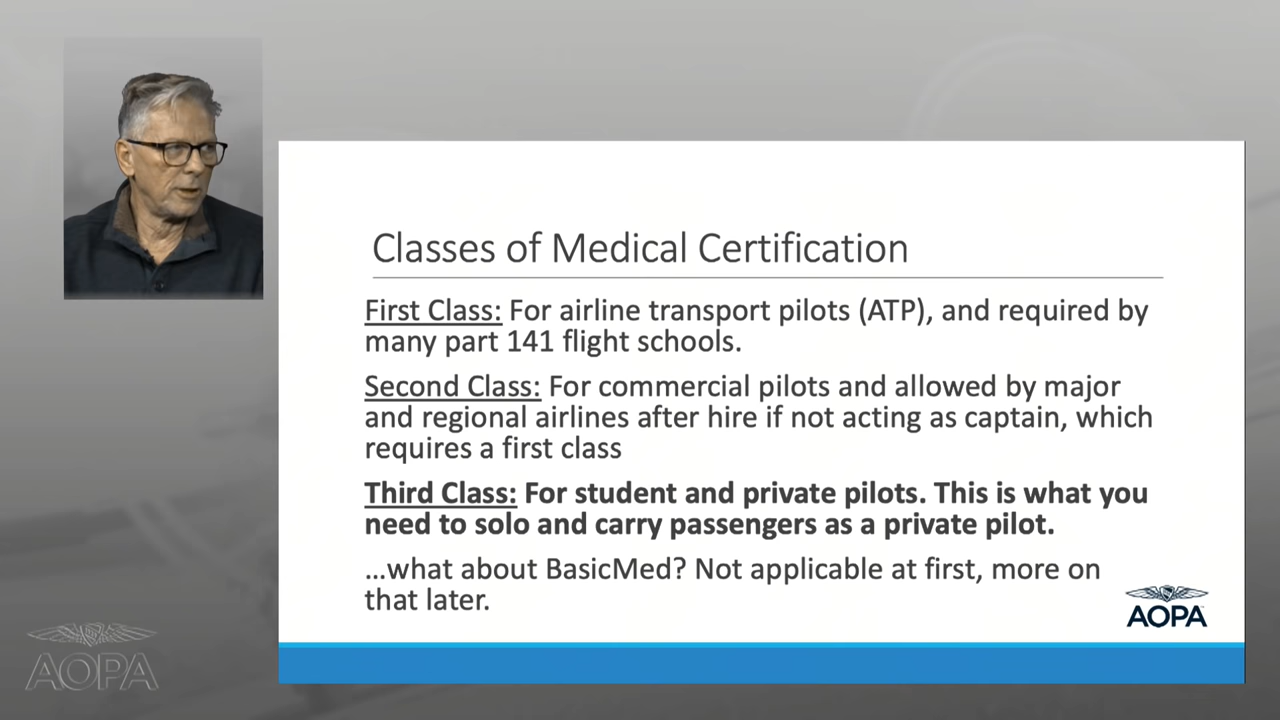 Classes of Medical Certification
First Class: For airline transport pilots (ATP), and required by
many part 141 flight schools.
Second Class: For commercial pilots and allowed by major
and regional airlines after hire if not acting as captain, which
requires a first class
Third Class: For student and private pilots. This is what you
need to solo and carry passengers as a private pilot.
...what about BasicMed? Not applicable at first, more on
that later.
AOPA
AOPA